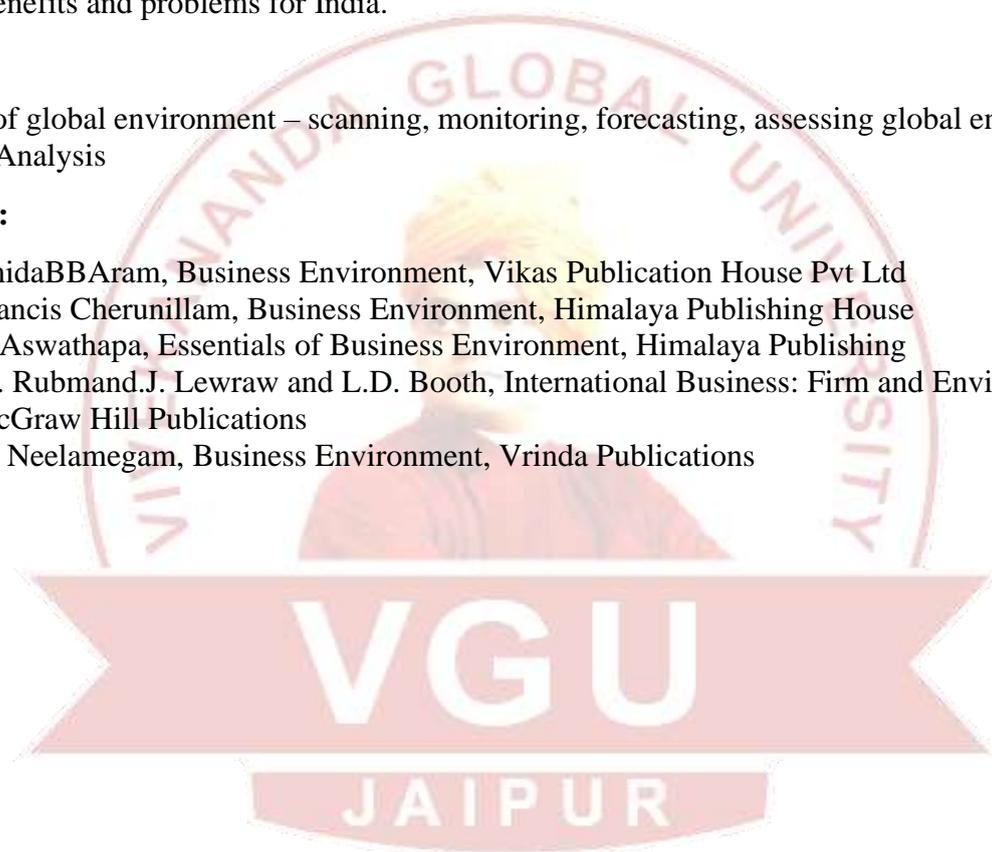 enefits and problems for India.
of global environment – scanning, monitoring, forecasting, assessing global en
Analysis
:
nidaBBAram, Business Environment, Vikas Publication House Pvt Ltd
ancis Cherunillam, Business Environment, Himalaya Publishing House
Aswathapa, Essentials of Business Environment, Himalaya Publishing
. Rubmand.J. Lewraw and L.D. Booth, International Business: Firm and Envi
cGraw Hill Publications
Neelamegam, Business Environment, Vrinda Publications
VIVEKANANDA GLOBAL UNIVERSITY
VGU
JAIPUR